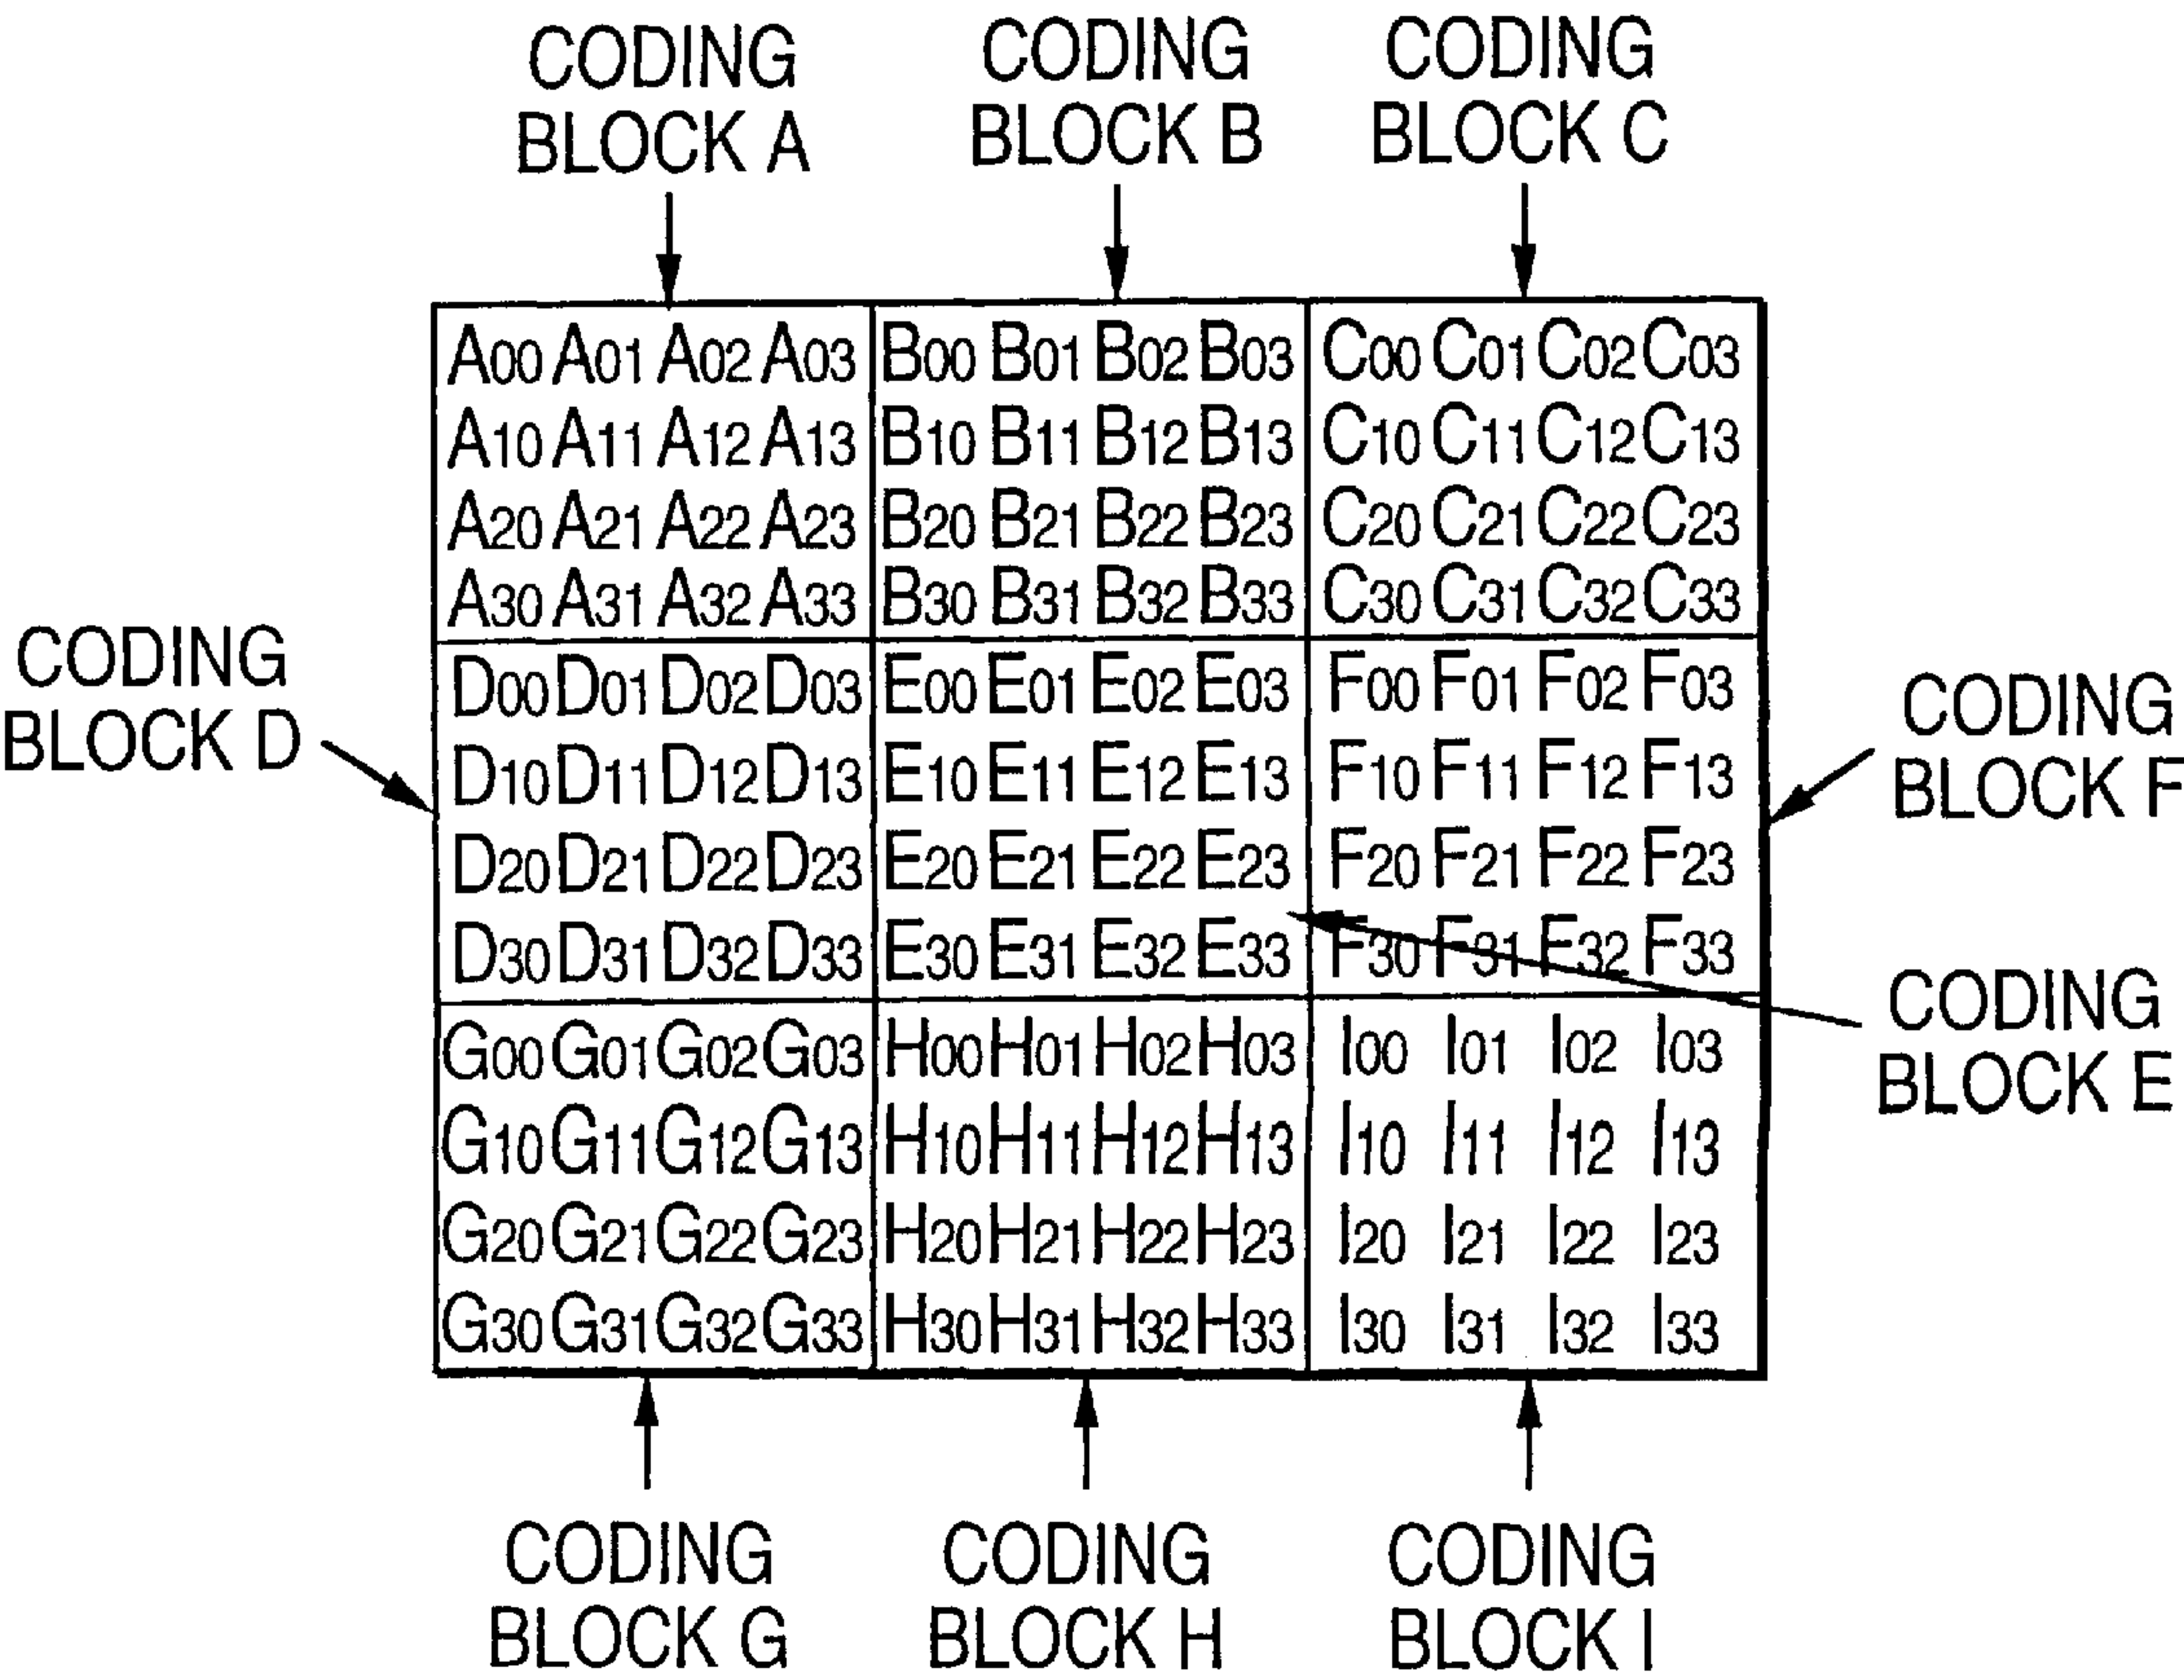 CODING BLOCK A
CODING BLOCK B
CODING BLOCK C
A00 A01 A02 A03 B00 B01 B02 B03 C00 C01 C02 C03
A10 A11 A12 A13 B10 B11 B12 B13 C10 C11 C12 C13
A20 A21 A22 A23 B20 B21 B22 B23 C20 C21 C22 C23
A30 A31 A32 A33 B30 B31 B32 B33 C30 C31 C32 C33
CODING BLOCK D
D00 D01 D02 D03 E00 E01 E02 E03 F00 F01 F02 F03
D10 D11 D12 D13 E10 E11 E12 E13 F10 F11 F12 F13
D20 D21 D22 D23 E20 E21 E22 E23 F20 F21 F22 F23
D30 D31 D32 D33 E30 E31 E32 E33 F30 F31 F32 F33
CODING BLOCK F
CODING BLOCK E
G00 G01 G02 G03 H00 H01 H02 H03 I00 I01 I02 I03
G10 G11 G12 G13 H10 H11 H12 H13 I10 I11 I12 I13
G20 G21 G22 G23 H20 H21 H22 H23 I20 I21 I22 I23
G30 G31 G32 G33 H30 H31 H32 H33 I30 I31 I32 I33
CODING BLOCK G
CODING BLOCK H
CODING BLOCK I